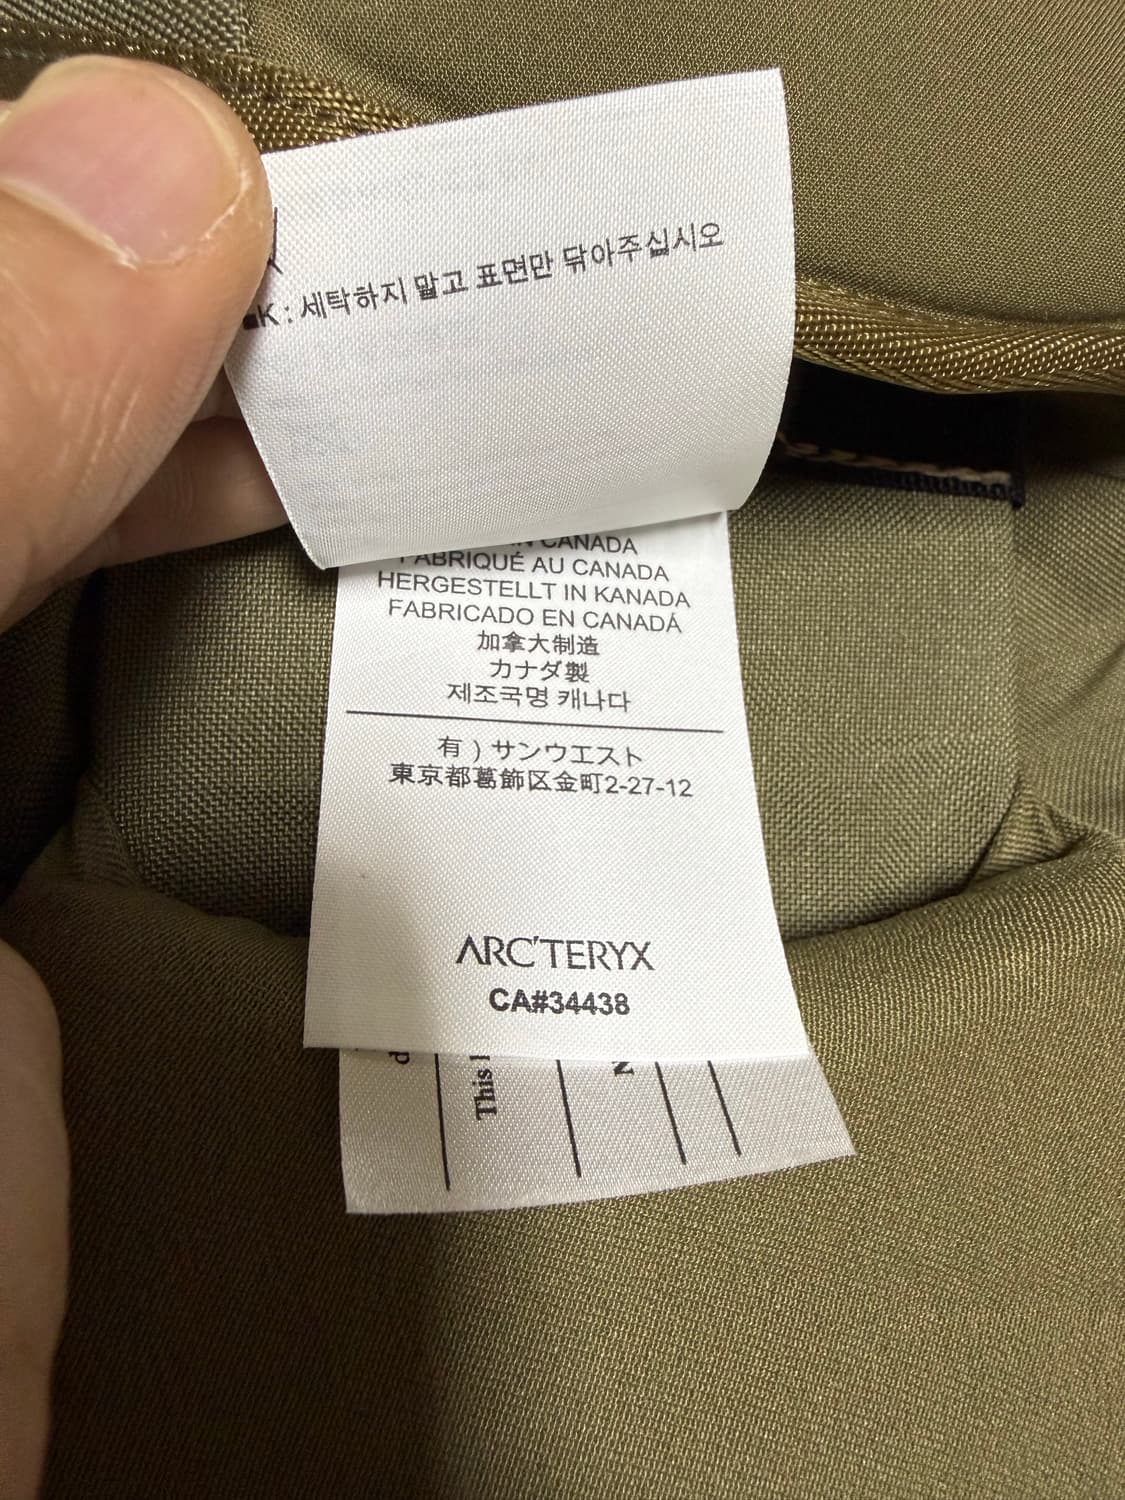 K : 세탁하지 말고 표면만 닦아주십시오
IN CANADA
FABRIQUÉ AU CANADA
HERGESTELLT IN KANADA
FABRICADO EN CANADÁ
加拿大制造
カナダ製
제조국명 캐나다
有）サンウエスト
東京都葛飾区金町2-27-12
ARC'TERYX
CA#34438
This